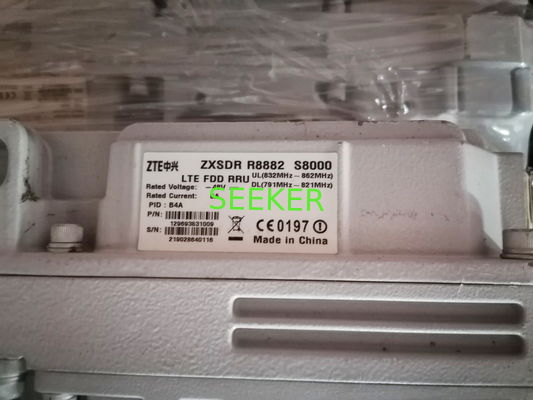 ZTE中兴 ZXSDR R8882 S8000
LTE FDD RRU UL(832MHz~862MHz)
DL(791MHz~821MHz)
Rated Voltage: -48V
Rated Current:
PID: B4A
P/N:
129693831009
S/N:
219028640116
CE0197
Made in China
SEEKER